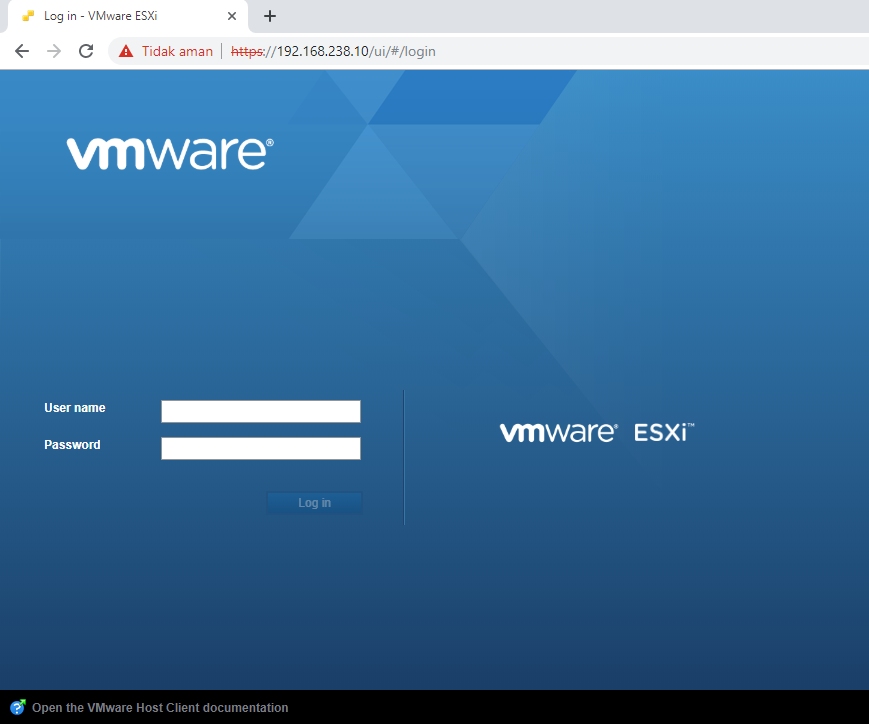 Log in - VMware ESXi
Tidak aman | https://192.168.238.10/ui/#/login
vmware®
User name
Password
vmware® ESXi™
Log in
Open the VMware Host Client documentation